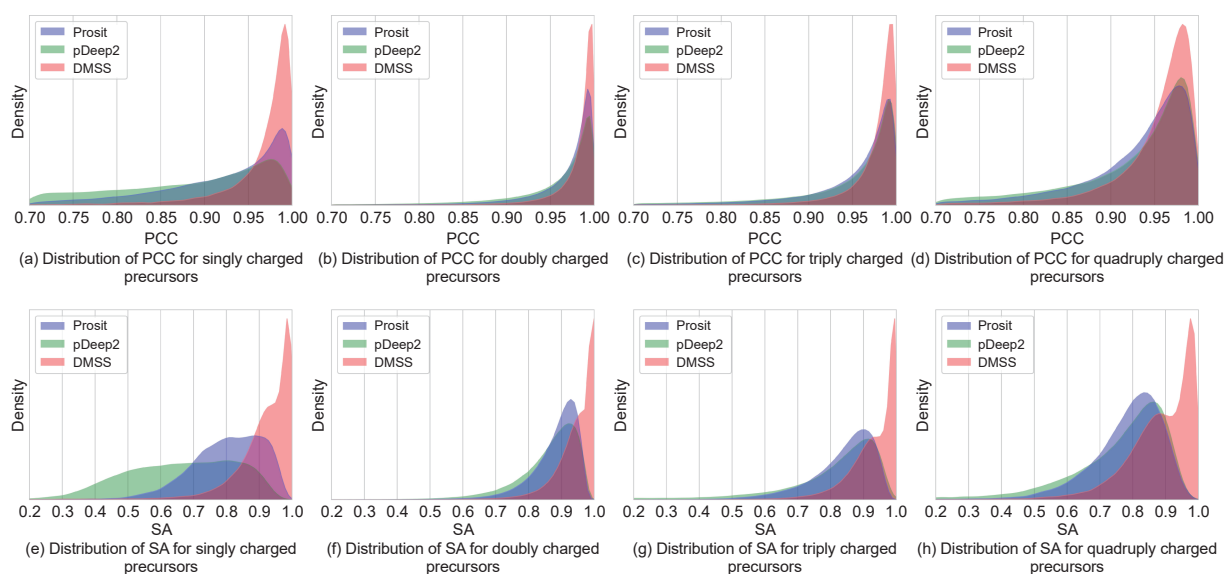 Prosit
pDeep2
DMSS
Density
0.70 0.75 0.80 0.85 0.90 0.95 1.00
PCC
(a) Distribution of PCC for singly charged
precursors
Prosit
pDeep2
DMSS
Density
0.70 0.75 0.80 0.85 0.90 0.95 1.00
PCC
(b) Distribution of PCC for doubly charged
precursors
Prosit
pDeep2
DMSS
Density
0.70 0.75 0.80 0.85 0.90 0.95 1.00
PCC
(c) Distribution of PCC for triply charged
precursors
Prosit
pDeep2
DMSS
Density
0.70 0.75 0.80 0.85 0.90 0.95 1.00
PCC
(d) Distribution of PCC for quadruply charged
precursors
Prosit
pDeep2
DMSS
Density
0.2 0.3 0.4 0.5 0.6 0.7 0.8 0.9 1.0
SA
(e) Distribution of SA for singly charged
precursors
Prosit
pDeep2
DMSS
Density
0.2 0.3 0.4 0.5 0.6 0.7 0.8 0.9 1.0
SA
(f) Distribution of SA for doubly charged
precursors
Prosit
pDeep2
DMSS
Density
0.2 0.3 0.4 0.5 0.6 0.7 0.8 0.9 1.0
SA
(g) Distribution of SA for triply charged
precursors
Prosit
pDeep2
DMSS
Density
0.2 0.3 0.4 0.5 0.6 0.7 0.8 0.9 1.0
SA
(h) Distribution of SA for quadruply charged
precursors